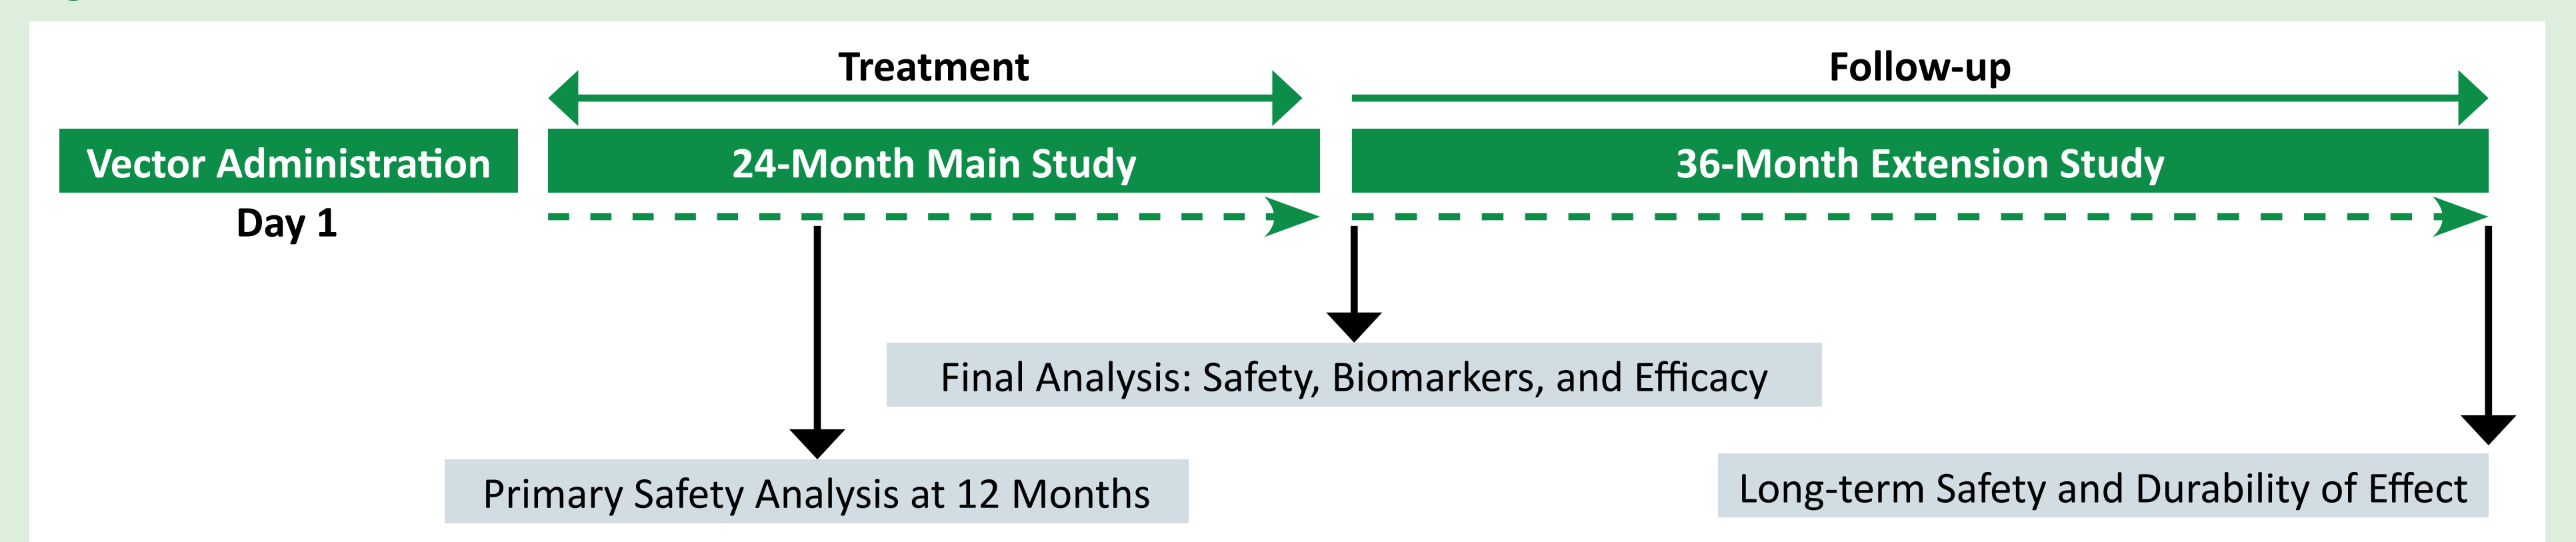 Treatment
Follow-up
Vector Administration
24-Month Main Study
36-Month Extension Study
Day 1
Final Analysis: Safety, Biomarkers, and Efficacy
Primary Safety Analysis at 12 Months
Long-term Safety and Durability of Effect